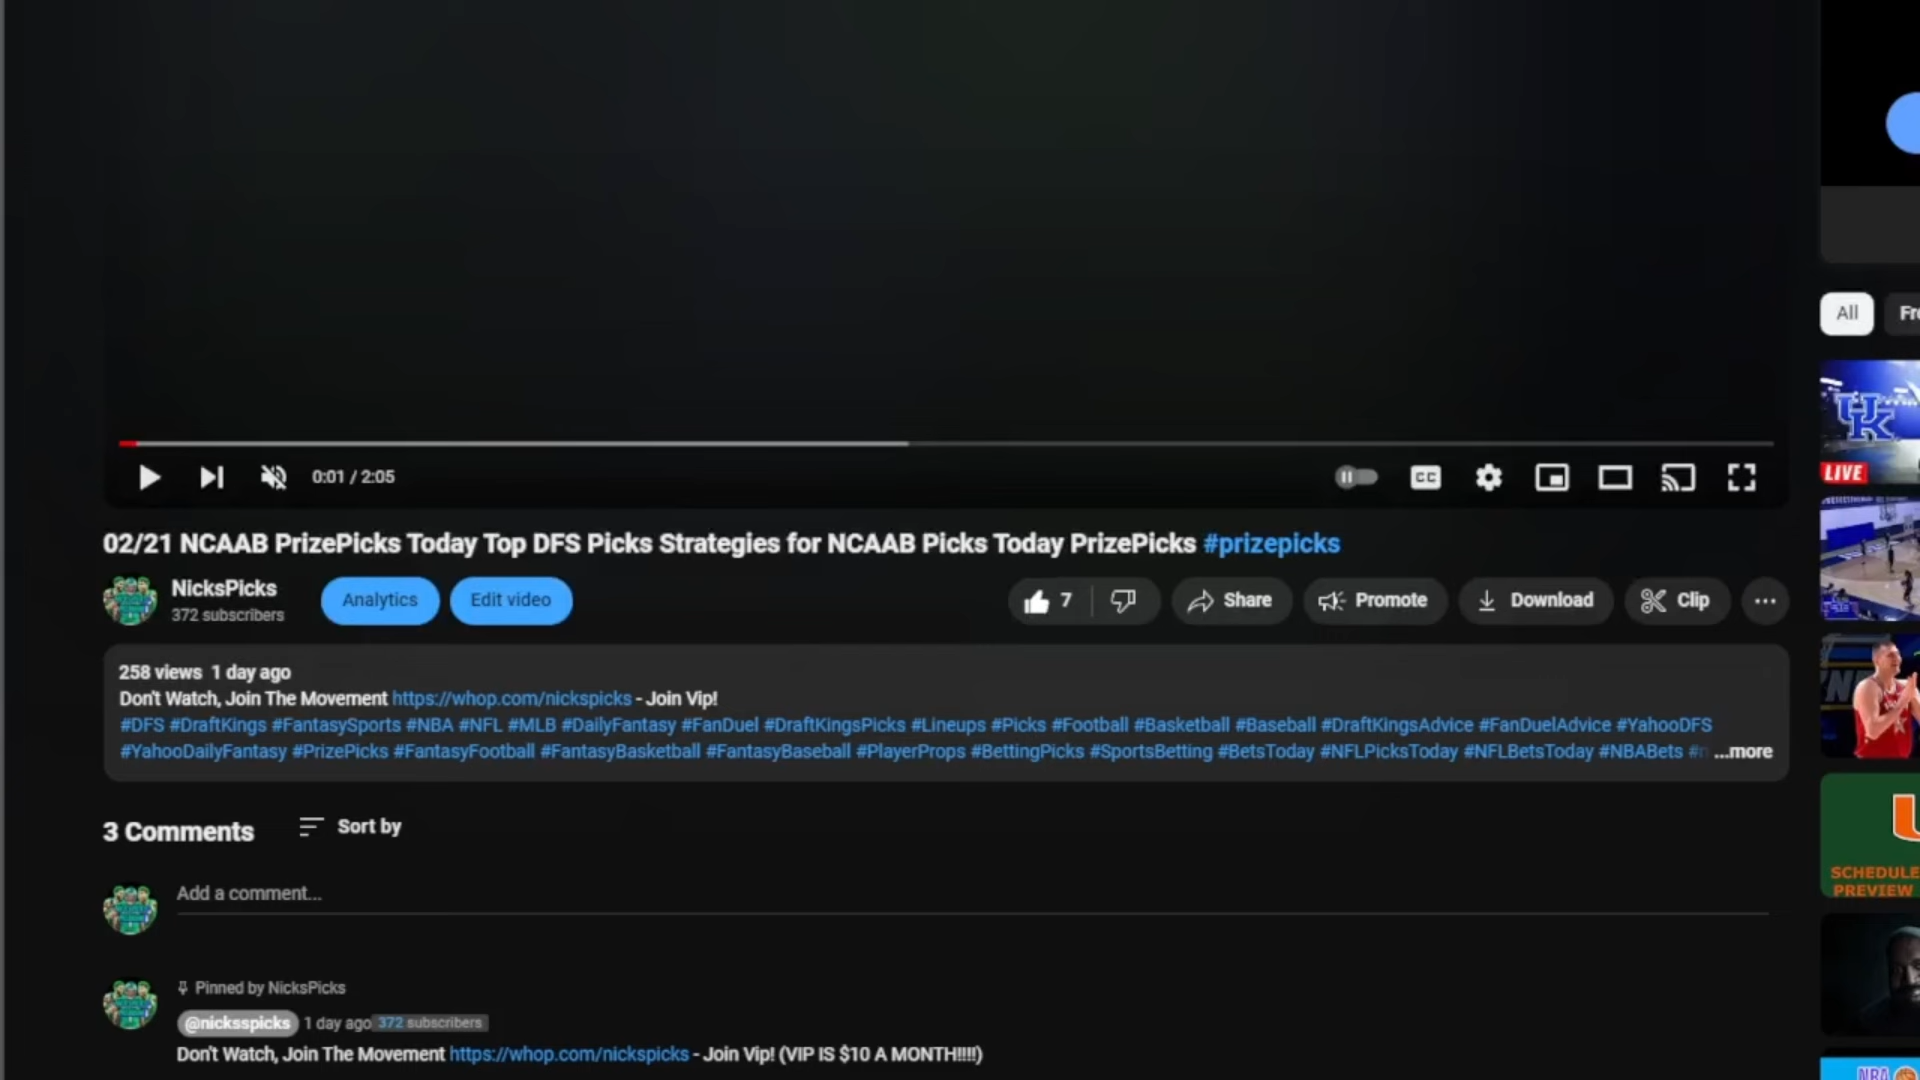 All
Fr
UK
LIVE
0:01 / 2:05
CC
02/21 NCAAB PrizePicks Today Top DFS Picks Strategies for NCAAB Picks Today PrizePicks #prizepicks
NicksPicks
372 subscribers
Analytics
Edit video
7
Share
Promote
Download
Clip
258 views 1 day ago
Don't Watch, Join The Movement https://whop.com/nickspicks - Join Vip!
#DFS #DraftKings #FantasySports #NBA #NFL #MLB #DailyFantasy #FanDuel #DraftKingsPicks #Lineups #Picks #Football #Basketball #Baseball #DraftKingsAdvice #FanDuelAdvice #YahooDFS
#YahooDailyFantasy #PrizePicks #FantasyFootball #FantasyBasketball #FantasyBaseball #PlayerProps #BettingPicks #SportsBetting #BetsToday #NFLPicksToday #NFLBetsToday #NBABets #n ...more
3 Comments
Sort by
SCHEDULE
PREVIEW
Add a comment...
Pinned by NicksPicks
@nicksspicks 1 day ago 372 subscribers
Don't Watch, Join The Movement https://whop.com/nickspicks - Join Vip! (VIP IS $10 A MONTH!!!!)
NBA